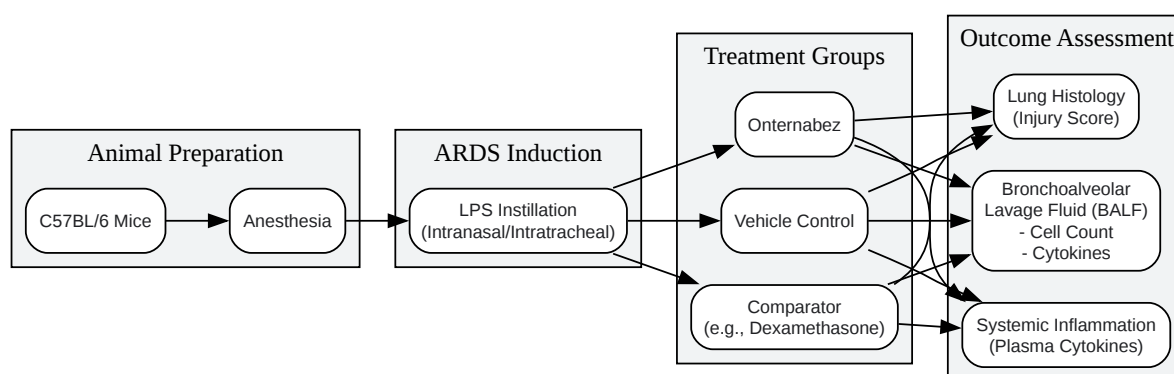 Animal Preparation
C57BL/6 Mice
Anesthesia
ARDS Induction
LPS Instillation
(Intranasal/Intratracheal)
Treatment Groups
Onternabez
Vehicle Control
Comparator
(e.g., Dexamethasone)
Outcome Assessment
Lung Histology
(Injury Score)
Bronchoalveolar
Lavage Fluid (BALF)
- Cell Count
- Cytokines
Systemic Inflammation
(Plasma Cytokines)